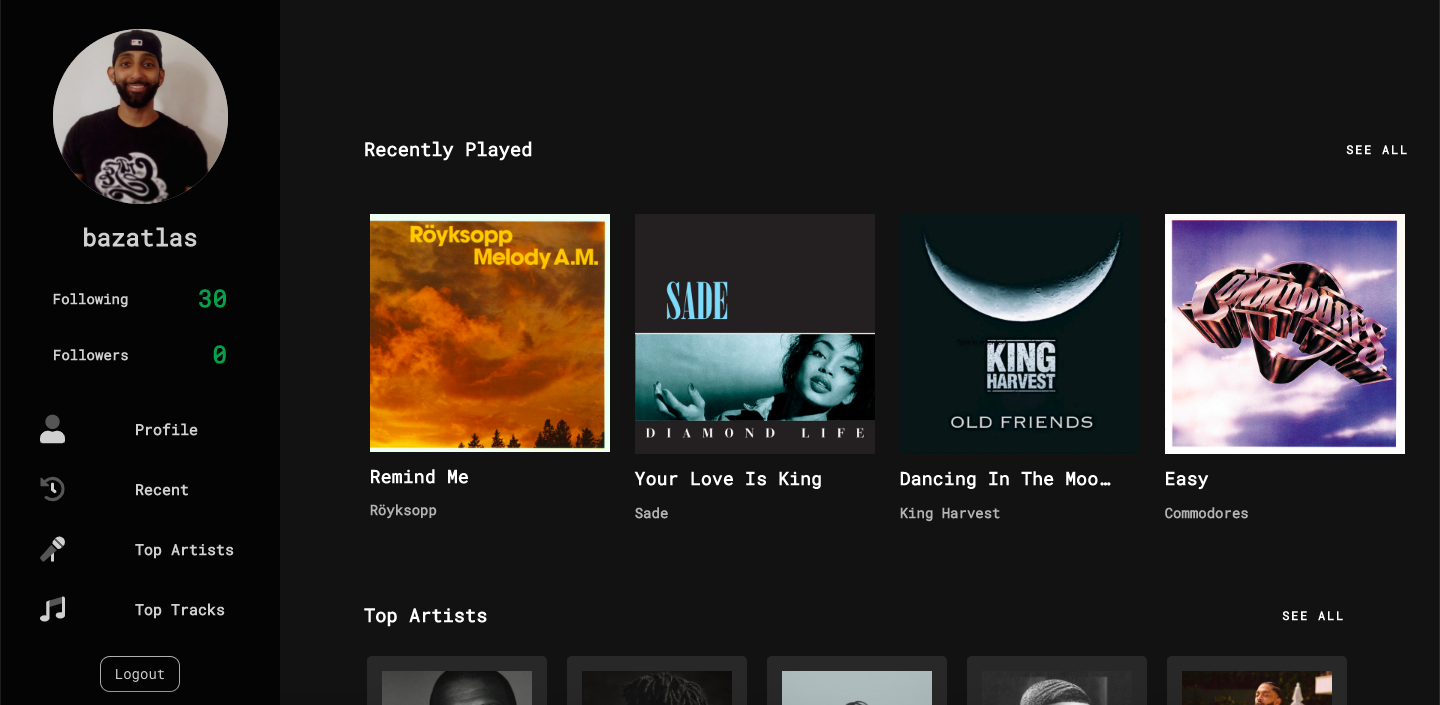 bazatlas
Following 30
Followers 0
Profile
Recent
Top Artists
Top Tracks
Logout
Recently Played
SEE ALL
Röyksopp
Melody A.M.
SADE
DIAMOND LIFE
KING
HARVEST
OLD FRIENDS
COMMODORES
Remind Me
Röyksopp
Your Love Is King
Sade
Dancing In The Moo…
King Harvest
Easy
Commodores
Top Artists
SEE ALL